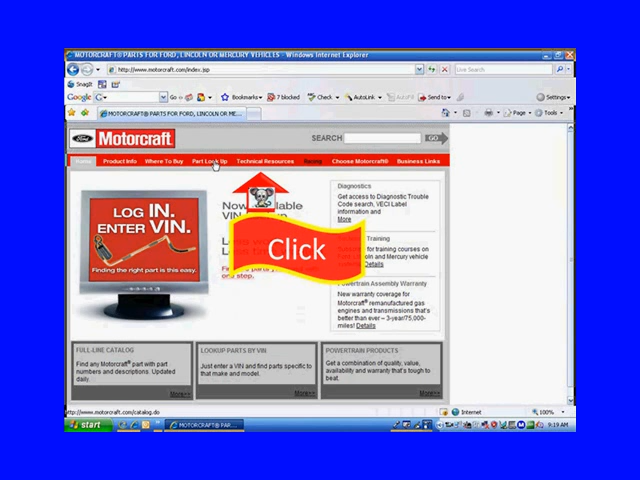 MOTORCRAFT® PARTS FOR FORD, LINCOLN OR MERCURY VEHICLES - Windows Internet Explorer
http://www.motorcraft.com/index.jsp
Live Search
SnagIt
Google
Go
Bookmarks
7 blocked
Check
AutoLink
AutoFill
Send to
Settings
MOTORCRAFT® PARTS FOR FORD, LINCOLN OR ME...
Page
Tools
Ford
Motorcraft
SEARCH
GO
Home Product Info Where To Buy Part Look Up Technical Resources Racing Choose Motorcraft® Business Links
LOG IN.
ENTER VIN.
Finding the right part is this easy.
Click
Diagnostics
Get access to Diagnostic Trouble
Code search, VECI Label
information and
More
Training
for training courses on
and Mercury vehicle
Details
Powertrain Assembly Warranty
New warranty coverage for
Motorcraft® remanufactured gas
engines and transmissions that's
better than ever – 3-year/75,000-
miles! Details
FULL-LINE CATALOG
Find any Motorcraft® part with part
numbers and descriptions. Updated
daily.
More>>
LOOKUP PARTS BY VIN
Just enter a VIN and find parts specific to
that make and model.
More>>
POWERTRAIN PRODUCTS
Get a combination of quality, value,
availability and warranty that's tough to
beat.
More>>
http://www.motorcraft.com/catalog.do
Internet
100%
start
MOTORCRAFT® PAR...
9:19 AM